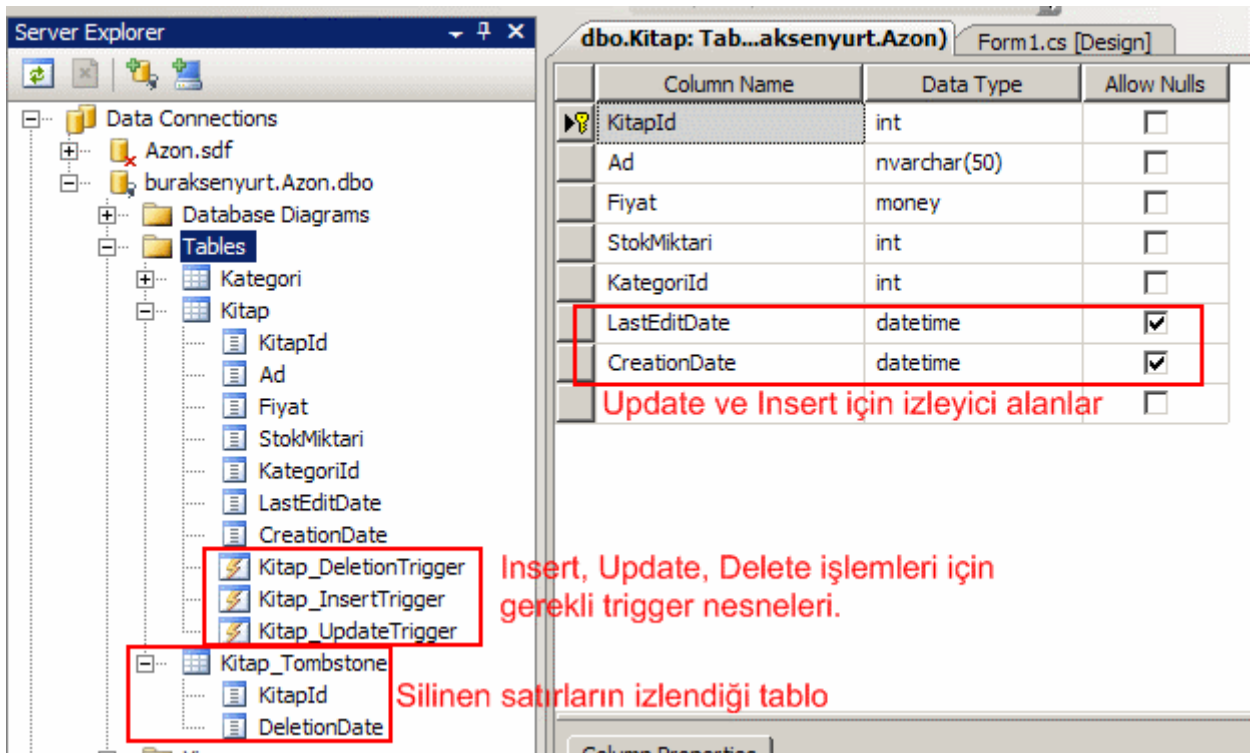 Server Explorer
Data Connections
Azon.sdf
buraksenyurt.Azon.dbo
Database Diagrams
Tables
Kategori
Kitap
KitapId
Ad
Fiyat
StokMiktari
KategoriId
LastEditDate
CreationDate
Kitap_DeletionTrigger
Kitap_InsertTrigger
Kitap_UpdateTrigger
Kitap_Tombstone
KitapId
DeletionDate
dbo.Kitap: Tab...aksenyurt.Azon) Form1.cs [Design]
Column Name Data Type Allow Nulls
KitapId int
Ad nvarchar(50)
Fiyat money
StokMiktari int
KategoriId int
LastEditDate datetime
CreationDate datetime
Update ve Insert için izleyici alanlar
Insert, Update, Delete işlemleri için
gerekli trigger nesneleri.
Silinen satırların izlendiği tablo
Column Properties